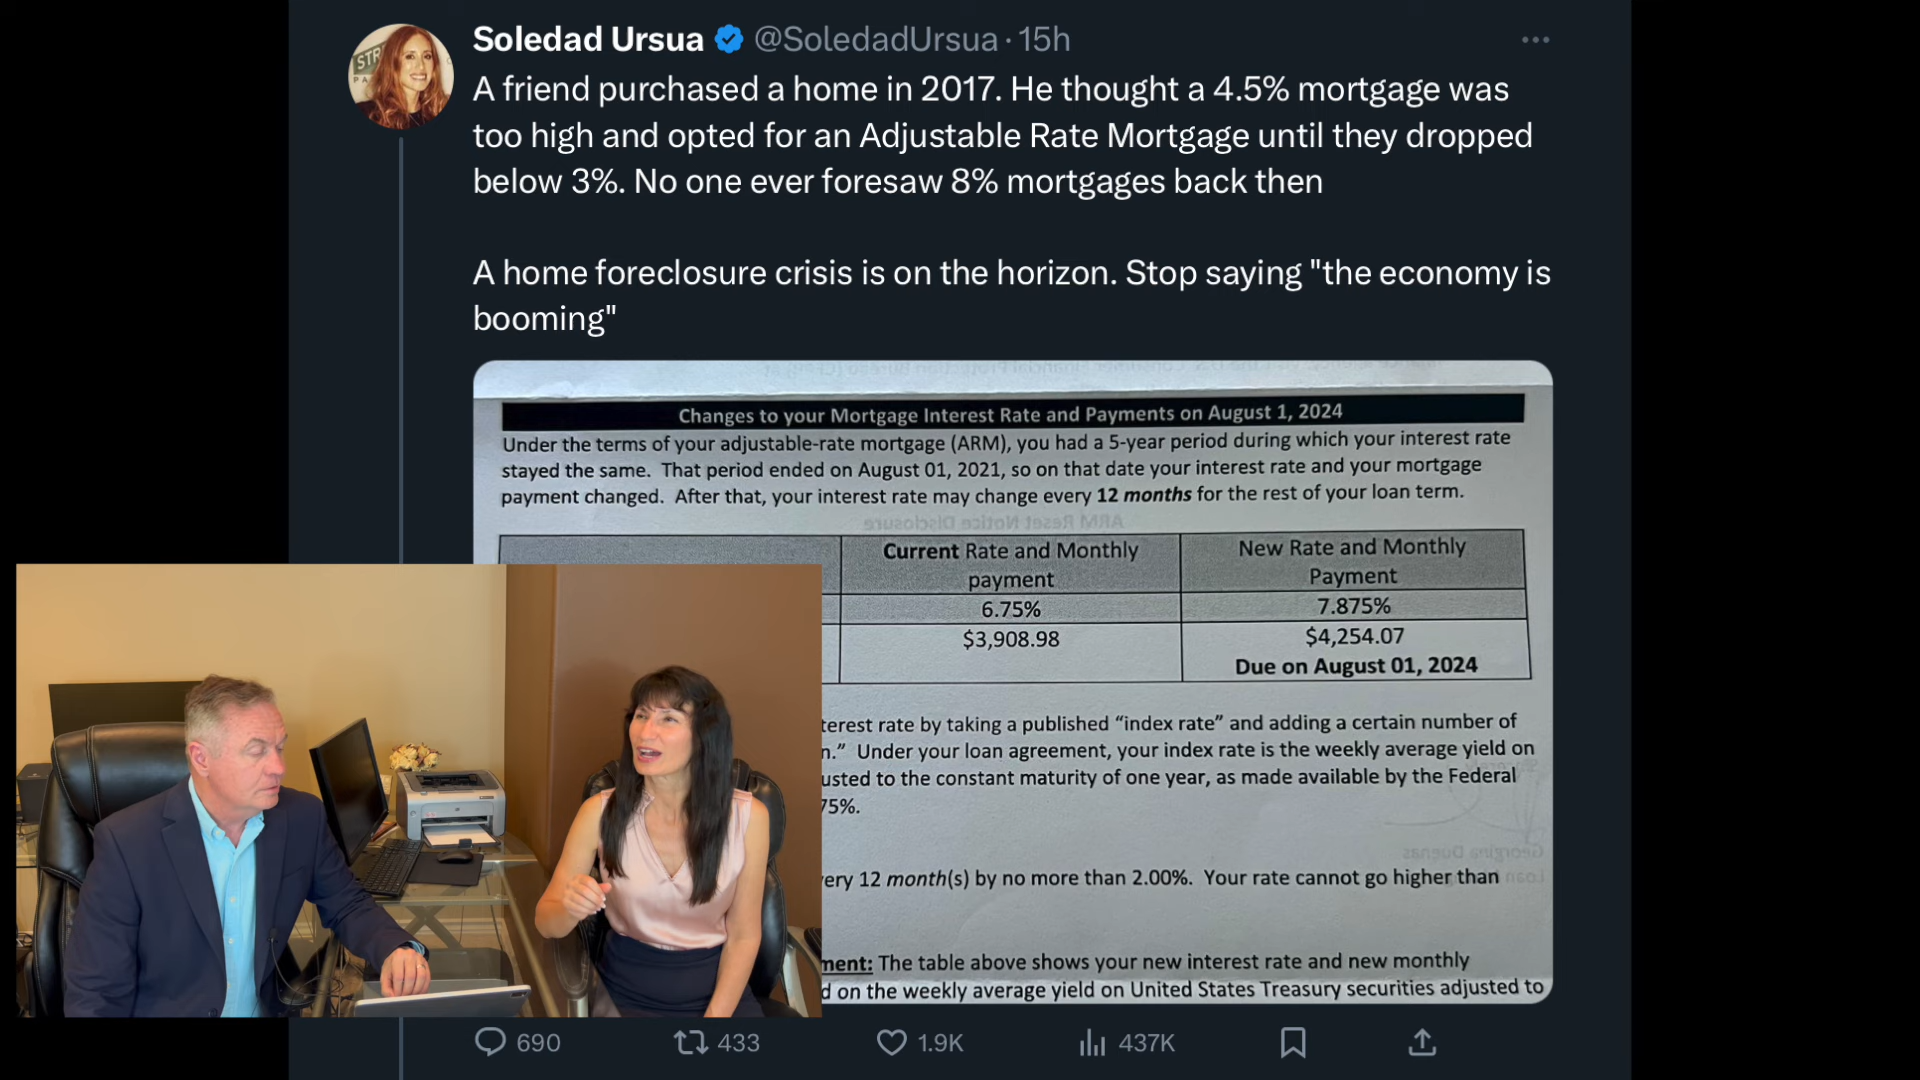 Soledad Ursua @SoledadUrsua · 15h
A friend purchased a home in 2017. He thought a 4.5% mortgage was
too high and opted for an Adjustable Rate Mortgage until they dropped
below 3%. No one ever foresaw 8% mortgages back then
A home foreclosure crisis is on the horizon. Stop saying "the economy is
booming"
Changes to your Mortgage Interest Rate and Payments on August 1, 2024
Under the terms of your adjustable-rate mortgage (ARM), you had a 5-year period during which your interest rate
stayed the same. That period ended on August 01, 2021, so on that date your interest rate and your mortgage
payment changed. After that, your interest rate may change every 12 months for the rest of your loan term.
ARM Reset Notice Disclosure
Current Rate and Monthly
payment
New Rate and Monthly
Payment
6.75%
7.875%
$3,908.98
$4,254.07
Due on August 01, 2024
terest rate by taking a published “index rate” and adding a certain number of
n.” Under your loan agreement, your index rate is the weekly average yield on
usted to the constant maturity of one year, as made available by the Federal
75%.
ery 12 month(s) by no more than 2.00%. Your rate cannot go higher than
ment: The table above shows your new interest rate and new monthly
d on the weekly average yield on United States Treasury securities adjusted to
690
433
1.9K
437K